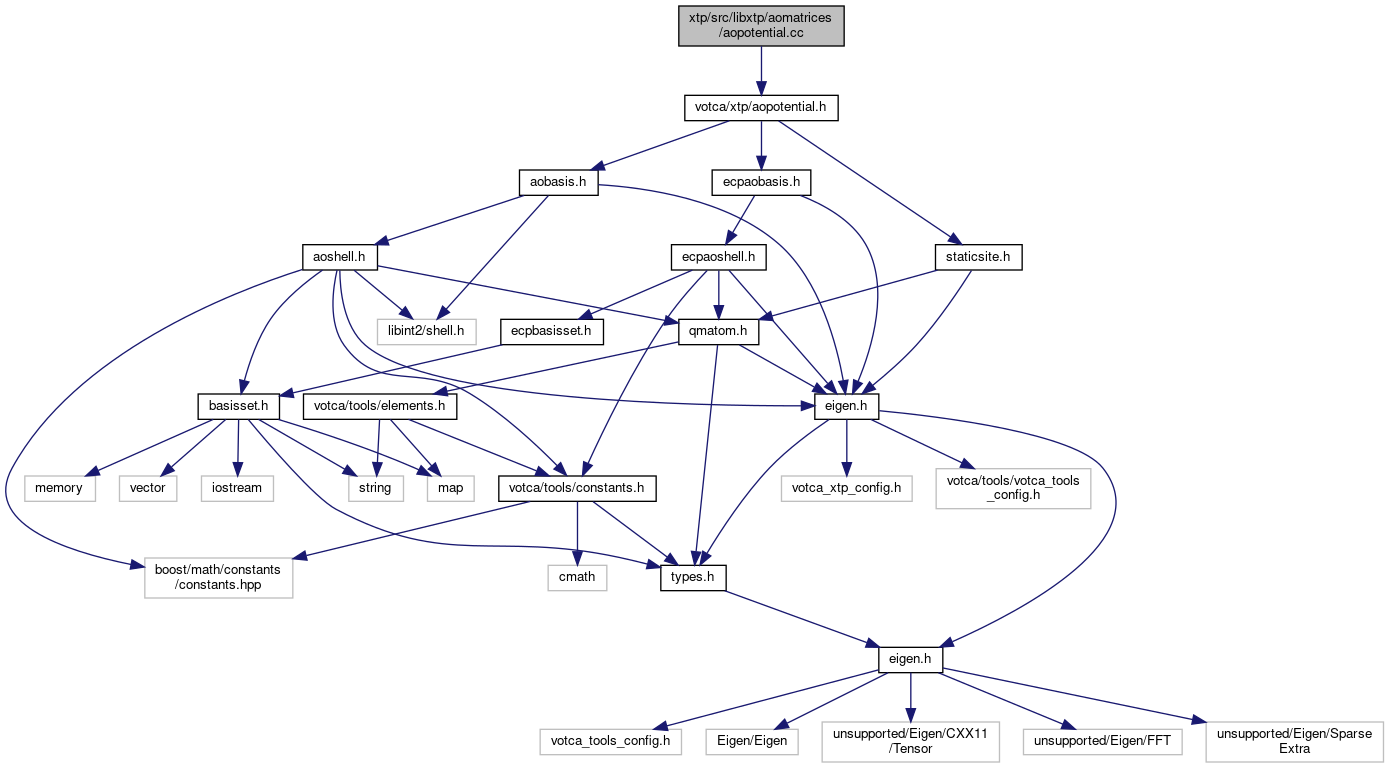 xtp/src/libxtp/aomatrices
/aopotential.cc
votca/xtp/aopotential.h
aobasis.h
ecpaobasis.h
aoshell.h
ecpaoshell.h
staticsite.h
libint2/shell.h
ecpbasisset.h
qmatom.h
basisset.h
votca/tools/elements.h
eigen.h
memory
vector
iostream
string
map
votca/tools/constants.h
votca_xtp_config.h
votca/tools/votca_tools
_config.h
boost/math/constants
/constants.hpp
cmath
types.h
eigen.h
votca_tools_config.h
Eigen/Eigen
unsupported/Eigen/CXX11
/Tensor
unsupported/Eigen/FFT
unsupported/Eigen/Sparse
Extra